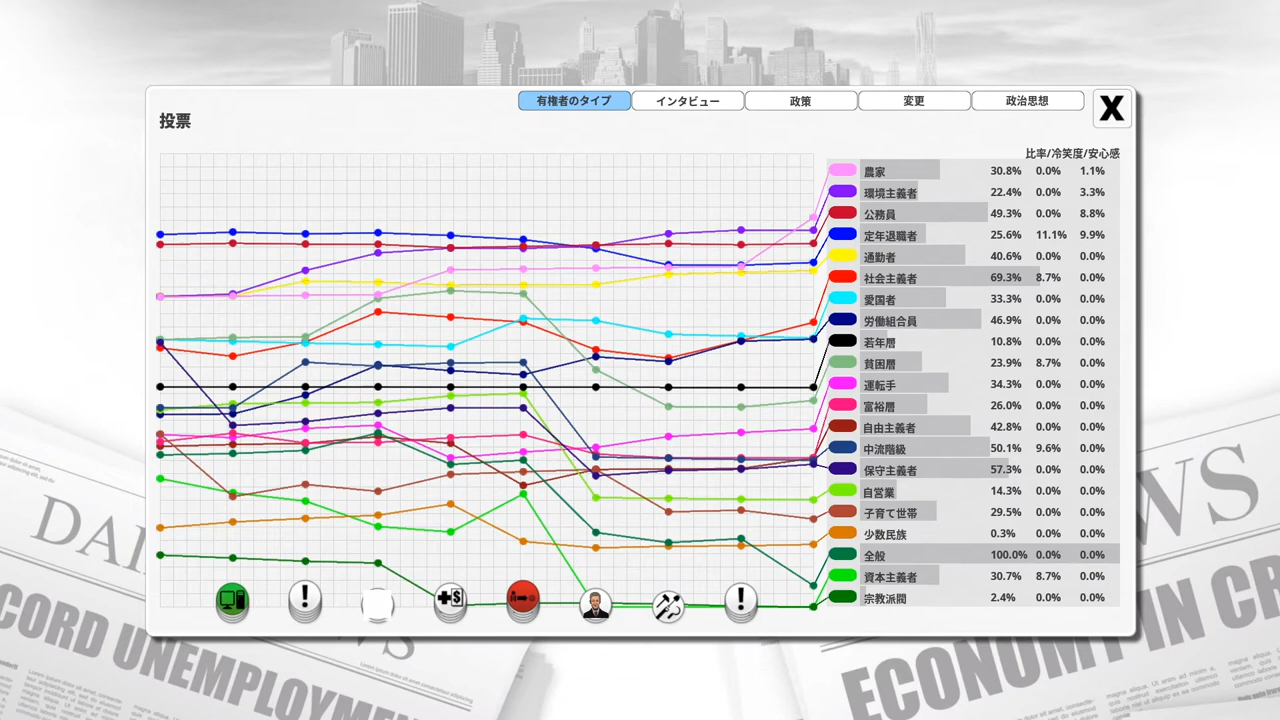 有権者のタイプ
インタビュー
政策
変更
政治思想
X
投票
比率/冷笑度/安心感
農家 30.8% 0.0% 1.1%
環境主義者 22.4% 0.0% 3.3%
公務員 49.3% 0.0% 8.8%
定年退職者 25.6% 11.1% 9.9%
通勤者 40.6% 0.0% 0.0%
社会主義者 69.3% 8.7% 0.0%
愛国者 33.3% 0.0% 0.0%
労働組合員 46.9% 0.0% 0.0%
若年層 10.8% 0.0% 0.0%
貧困層 23.9% 8.7% 0.0%
運転手 34.3% 0.0% 0.0%
富裕層 26.0% 0.0% 0.0%
自由主義者 42.8% 0.0% 0.0%
中流階級 50.1% 9.6% 0.0%
保守主義者 57.3% 0.0% 0.0%
自営業 14.3% 0.0% 0.0%
子育て世帯 29.5% 0.0% 0.0%
少数民族 0.3% 0.0% 0.0%
全般 100.0% 0.0% 0.0%
資本主義者 30.7% 8.7% 0.0%
宗教派閥 2.4% 0.0% 0.0%
DAI
WS
WS
CORD UNEMPLOYME
ECONOMY IN CR